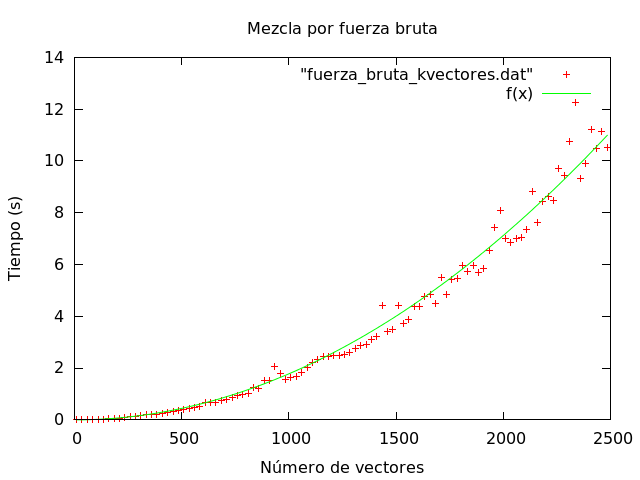 Mezcla por fuerza bruta
"fuerza_bruta_kvectores.dat"
f(x)
Tiempo (s)
14
12
10
8
6
4
2
0
0 500 1000 1500 2000 2500
Número de vectores